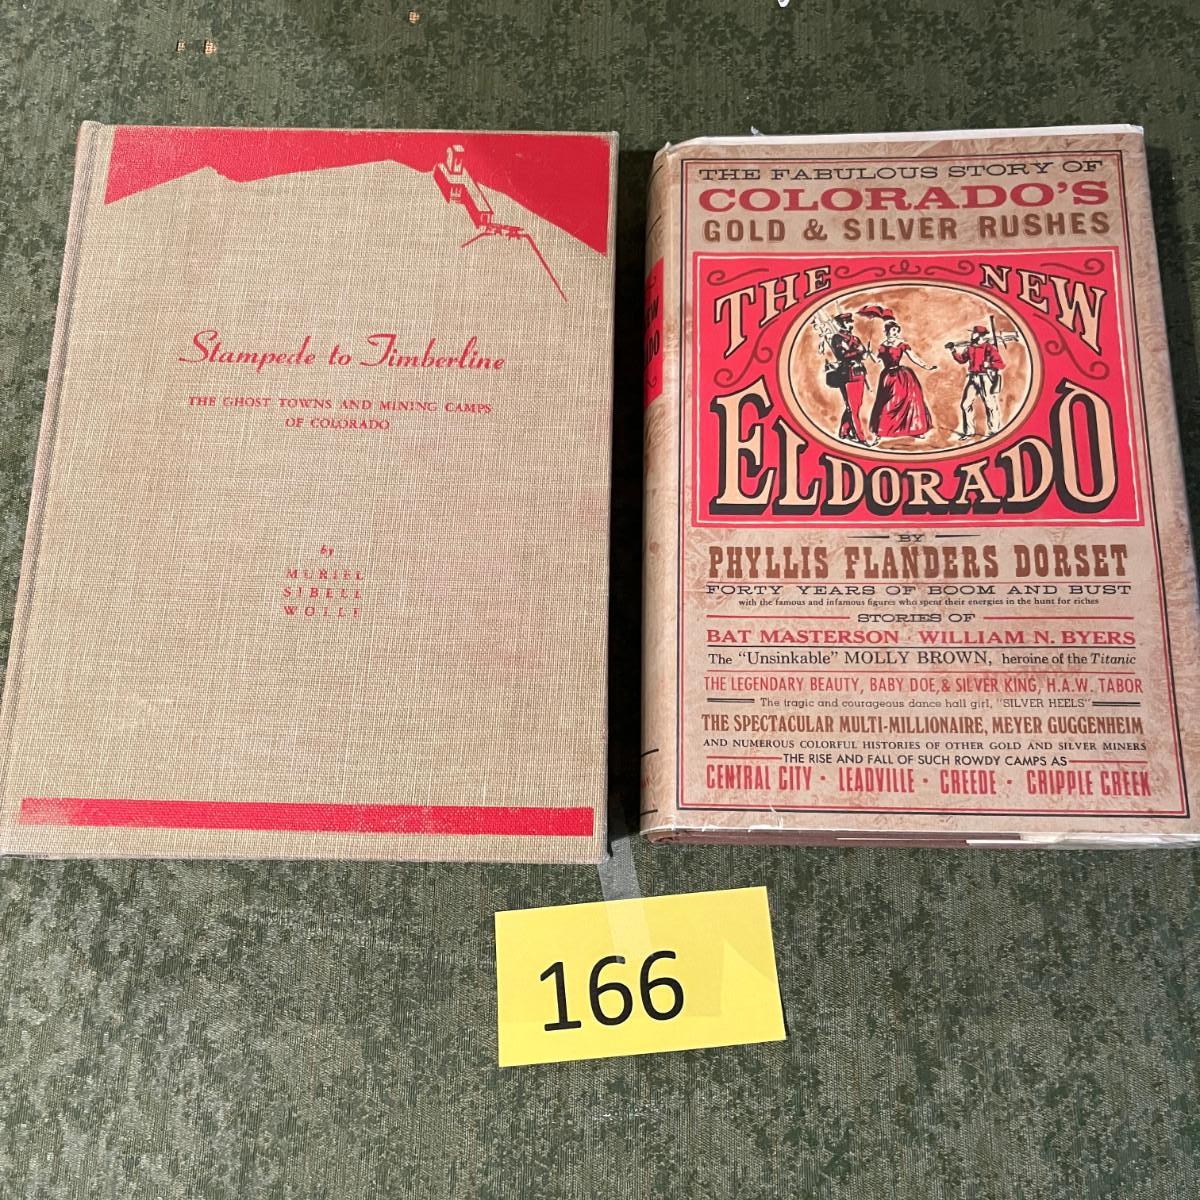 Stampede to Timberline
THE GHOST TOWNS AND MINING CAMPS
OF COLORADO
by
MURIEL
SIBELL
WOLLE
THE FABULOUS STORY OF
COLORADO'S
GOLD & SILVER RUSHES
THE NEW
ELDORADO
BY
PHYLLIS FLANDERS DORSET
FORTY YEARS OF BOOM AND BUST
with the famous and infamous figures who spent their energies in the hunt for riches
STORIES OF
BAT MASTERSON · WILLIAM N. BYERS
The "Unsinkable" MOLLY BROWN, heroine of the Titanic
THE LEGENDARY BEAUTY, BABY DOE, & SILVER KING, H.A.W. TABOR
The tragic and courageous dance hall girl, "SILVER HEELS"
THE SPECTACULAR MULTI-MILLIONAIRE, MEYER GUGGENHEIM
AND NUMEROUS COLORFUL HISTORIES OF OTHER GOLD AND SILVER MINERS
THE RISE AND FALL OF SUCH ROWDY CAMPS AS
CENTRAL CITY · LEADVILLE · CREEDE · CRIPPLE CREEK
166